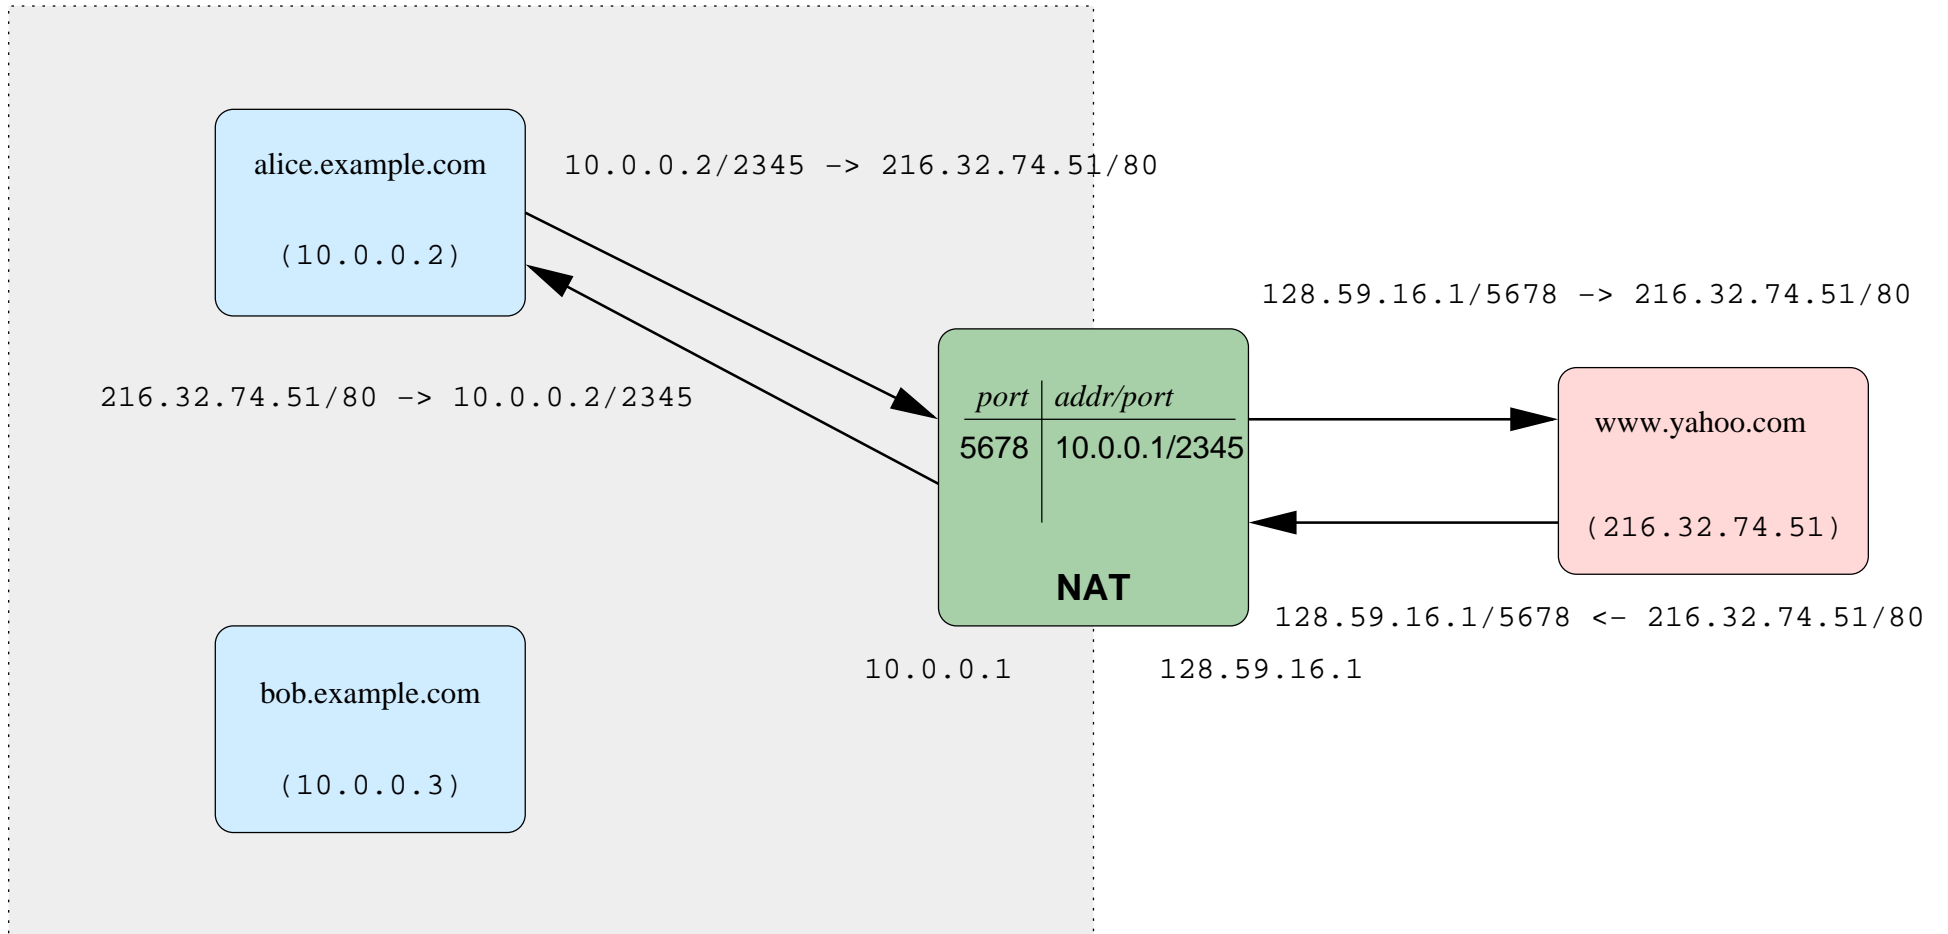 alice.example.com
(10.0.0.2)
10.0.0.2/2345 -> 216.32.74.51/80
216.32.74.51/80 -> 10.0.0.2/2345
128.59.16.1/5678 -> 216.32.74.51/80
port addr/port
5678 10.0.0.1/2345
NAT
www.yahoo.com
(216.32.74.51)
128.59.16.1/5678 <- 216.32.74.51/80
10.0.0.1
128.59.16.1
bob.example.com
(10.0.0.3)